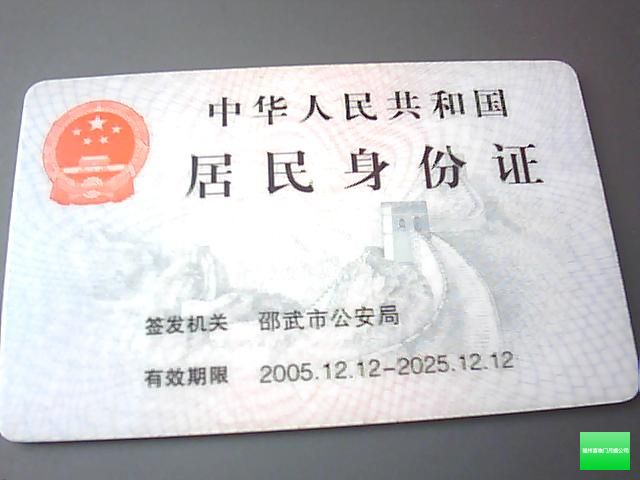 中华人民共和国
居民身份证
签发机关 邵武市公安局
有效期限 2005.12.12-2025.12.12